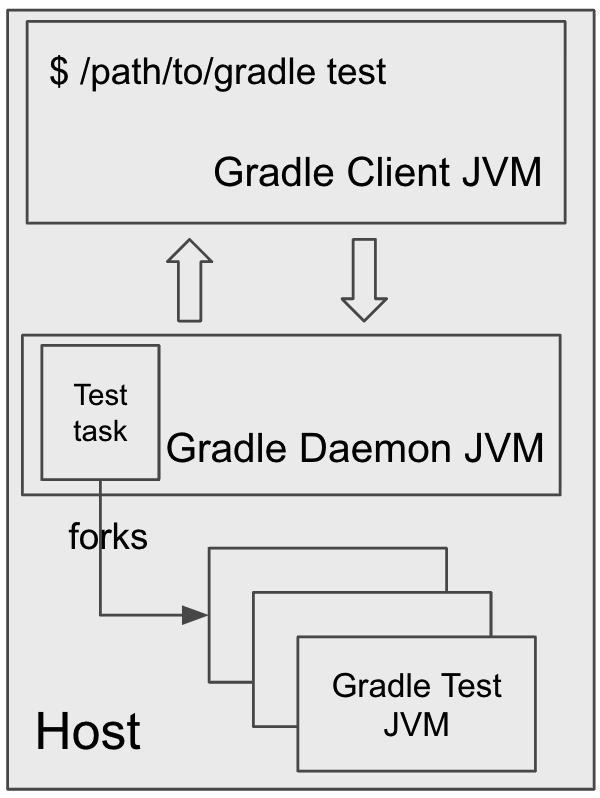 $ /path/to/gradle test
Gradle Client JVM
Test
task
Gradle Daemon JVM
forks
Gradle Test
JVM
Host